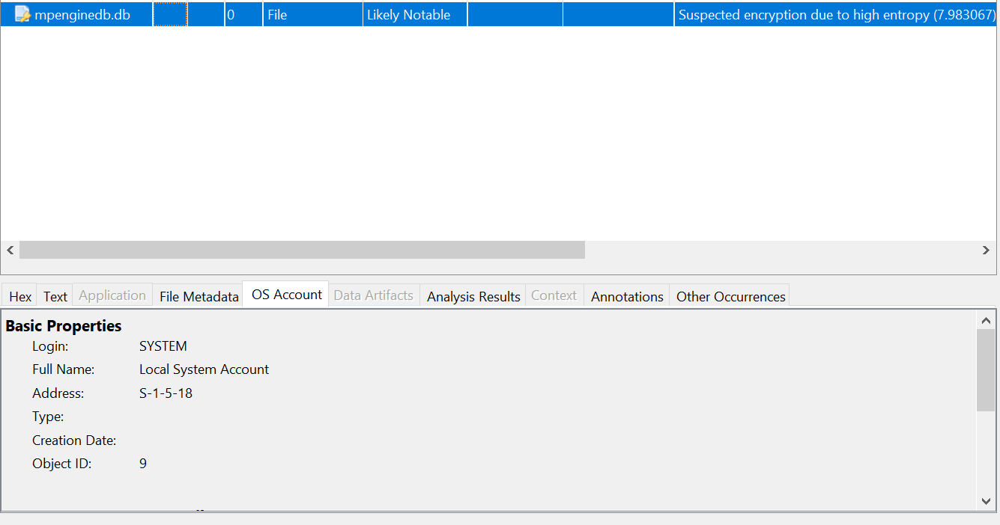 mpenginedb.db 0 File Likely Notable Suspected encryption due to high entropy (7.983067)
Hex Text Application File Metadata OS Account Data Artifacts Analysis Results Context Annotations Other Occurrences
Basic Properties
Login: SYSTEM
Full Name: Local System Account
Address: S-1-5-18
Type:
Creation Date:
Object ID: 9